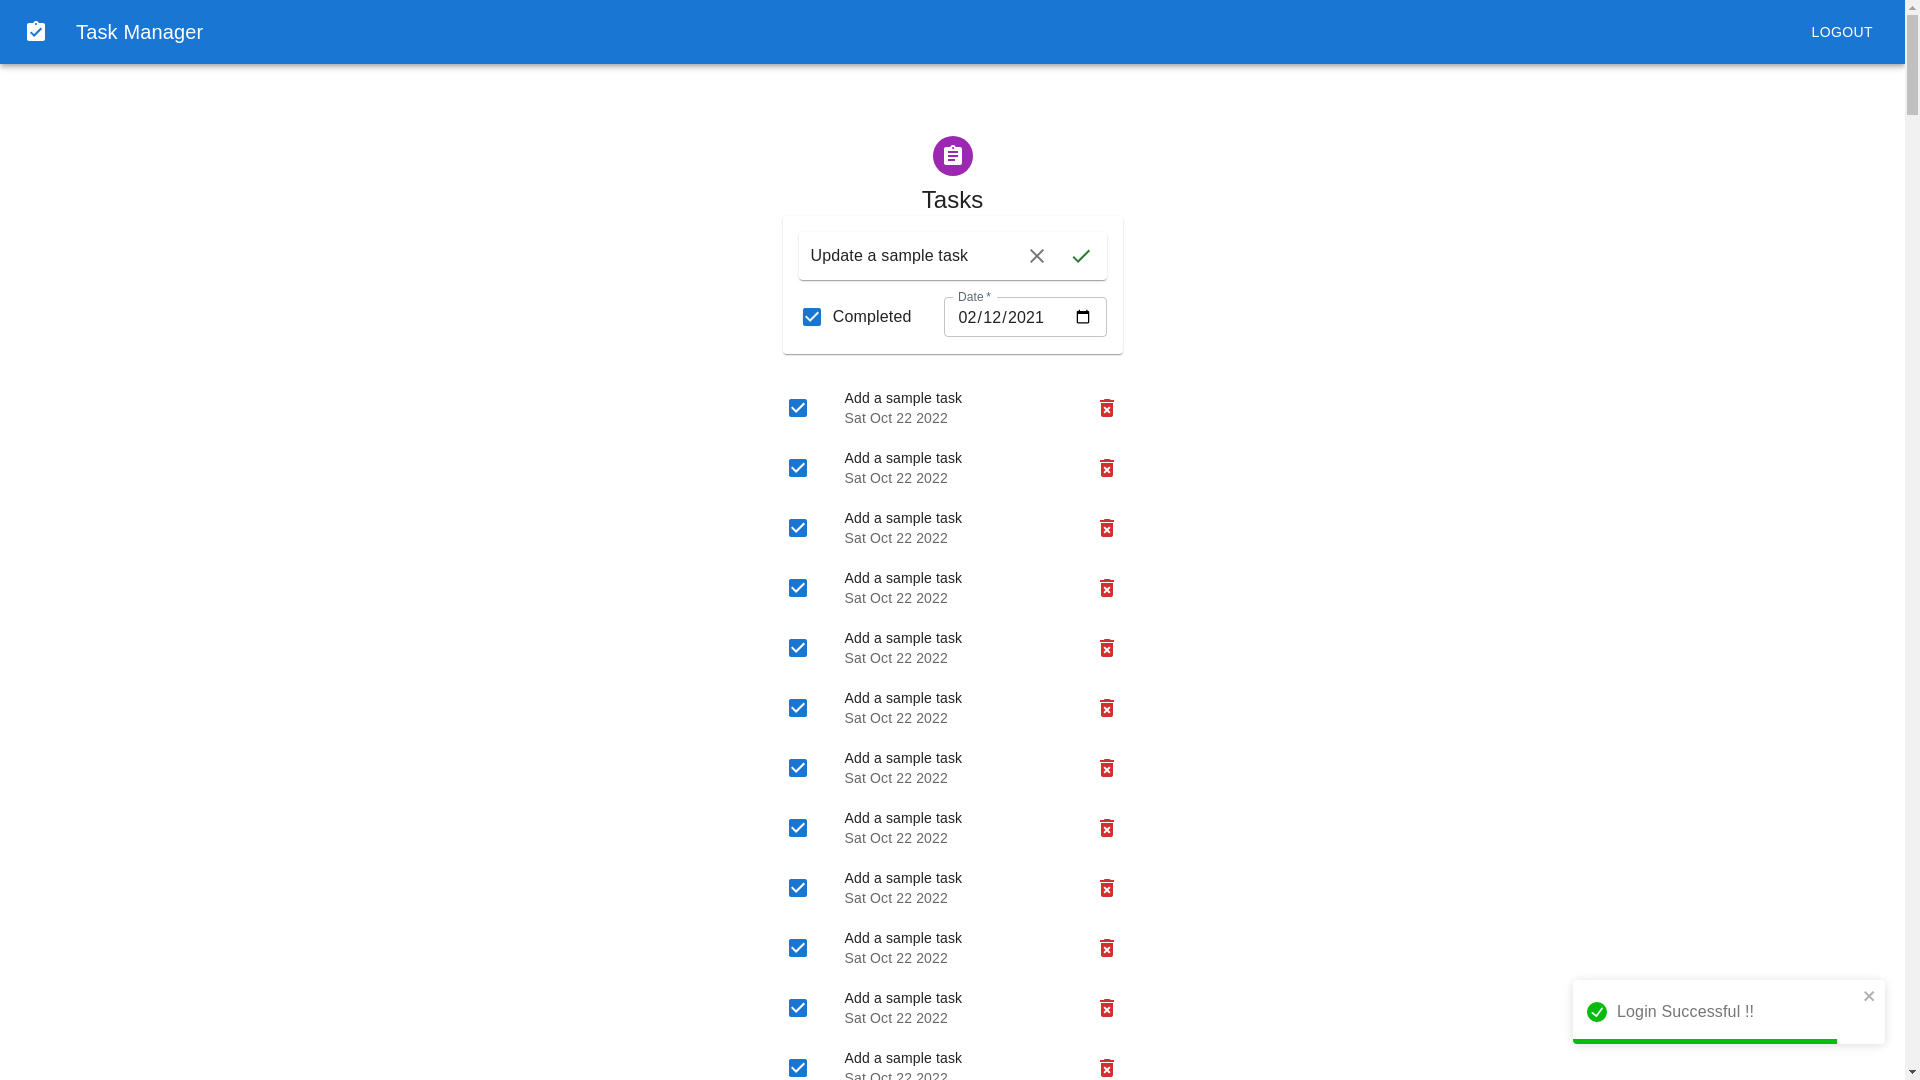 Task Manager
LOGOUT
Tasks
Update a sample task
Date *
Completed
02/12/2021
Add a sample task
Sat Oct 22 2022
Add a sample task
Sat Oct 22 2022
Add a sample task
Sat Oct 22 2022
Add a sample task
Sat Oct 22 2022
Add a sample task
Sat Oct 22 2022
Add a sample task
Sat Oct 22 2022
Add a sample task
Sat Oct 22 2022
Add a sample task
Sat Oct 22 2022
Add a sample task
Sat Oct 22 2022
Add a sample task
Sat Oct 22 2022
Add a sample task
Sat Oct 22 2022
Add a sample task
Sat Oct 22 2022
Login Successful !!